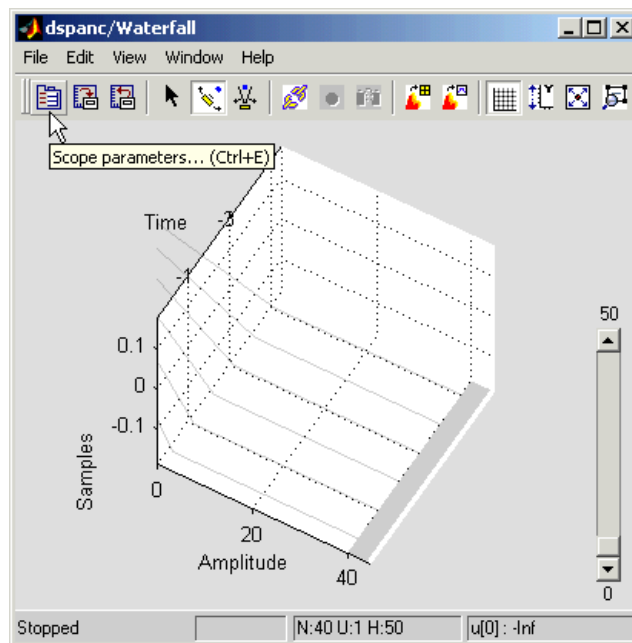 dspanc/Waterfall
File Edit View Window Help
Scope parameters... (Ctrl+E)
Time
-3
-1
50
0.1
0
-0.1
Samples
0
20
40
Amplitude
0
Stopped
N:40 U:1 H:50
u[0] : -Inf